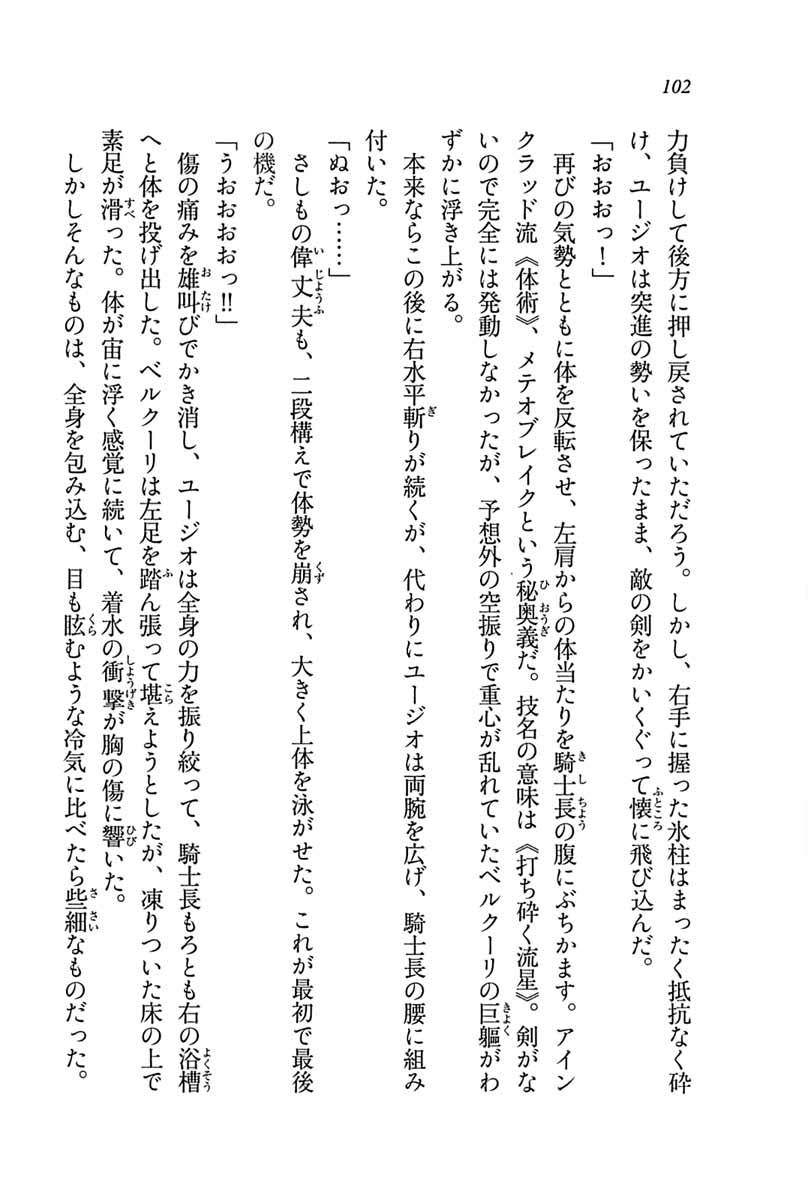 102
力負けして後方に押し戻されていただろう。しかし、右手に握った氷柱はまったく抵抗なく砕
け、ユージオは突進の勢いを保ったまま、敵の剣をかいくぐって懐に飛び込んだ。
「おおおっ！」
再びの気勢とともに体を反転させ、左肩からの体当たりを騎士長の腹にぶちかます。アイン
クラッド流《体術》、メテオブレイクという秘奥義だ。技名の意味は《打ち砕く流星》。剣がな
いので完全には発動しなかったが、予想外の空振りで重心が乱れていたベルクーリの巨軀がわ
ずかに浮き上がる。
本来ならこの後に右水平斬りが続くが、代わりにユージオは両腕を広げ、騎士長の腰に組み
付いた。
「ぬおっ……」
さしもの偉丈夫も、二段構えで体勢を崩され、大きく上体を泳がせた。これが最初で最後
の機だ。
「うおおおおっ!!」
傷の痛みを雄叫びでかき消し、ユージオは全身の力を振り絞って、騎士長もろとも右の浴槽
へと体を投げ出した。ベルクーリは左足を踏ん張って堪えようとしたが、凍りついた床の上で
素足が滑った。体が宙に浮く感覚に続いて、着水の衝撃が胸の傷に響いた。
しかしそんなものは、全身を包み込む、目も眩むような冷気に比べたら些細なものだった。